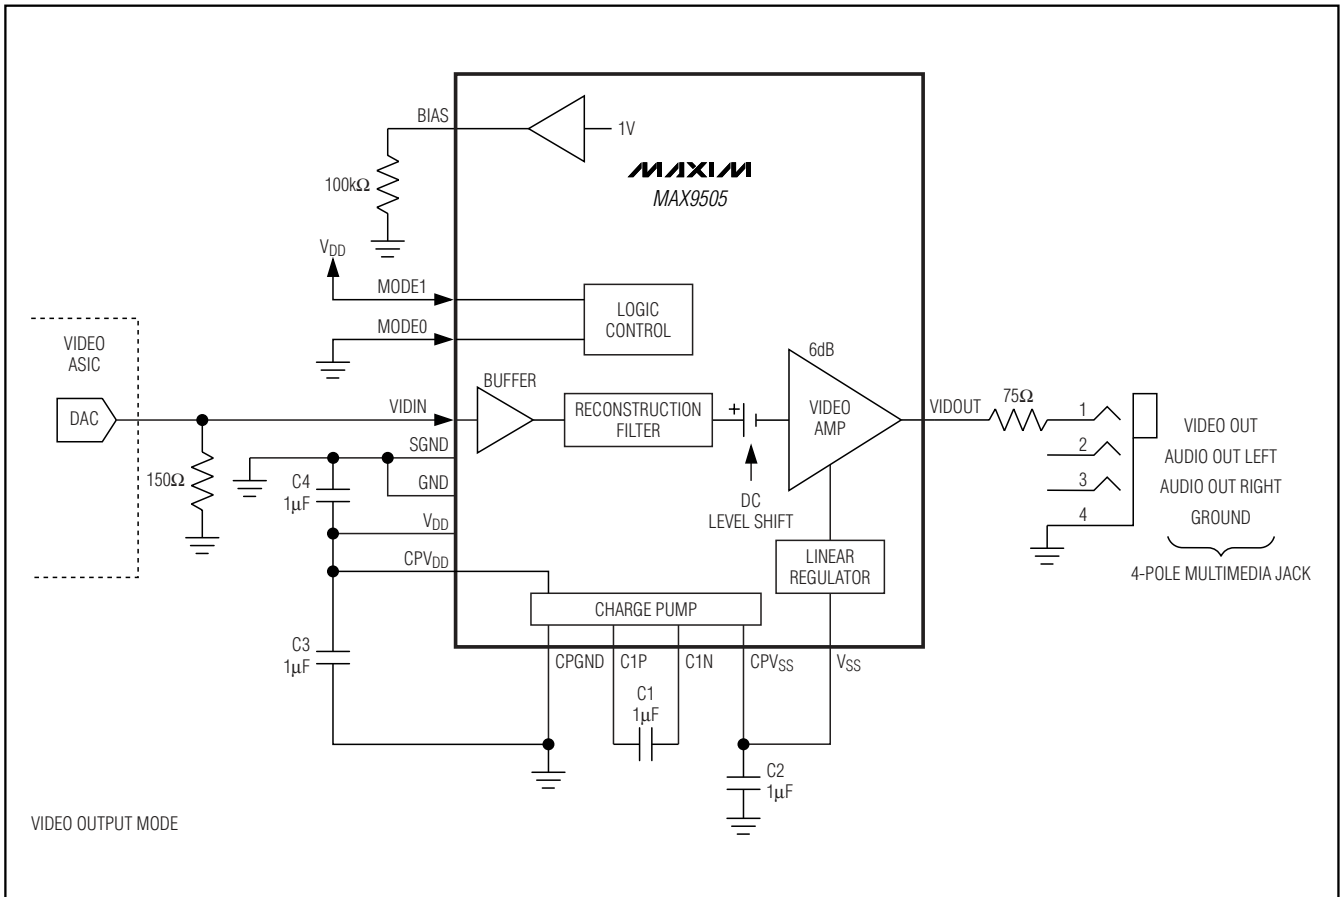 BIAS
1V
MAXIM
MAX9505
100kΩ
VDD
MODE1
MODE0
LOGIC
CONTROL
VIDEO
ASIC
DAC
VIDIN
BUFFER
RECONSTRUCTION
FILTER
+
DC
LEVEL SHIFT
6dB
VIDEO
AMP
VIDOUT
75Ω
1
2
3
4
VIDEO OUT
AUDIO OUT LEFT
AUDIO OUT RIGHT
GROUND
4-POLE MULTIMEDIA JACK
150Ω
SGND
GND
C4
1µF
VDD
CPVDD
LINEAR
REGULATOR
CHARGE PUMP
C3
1µF
CPGND
C1P
C1N
CPVSS
VSS
C1
1µF
C2
1µF
VIDEO OUTPUT MODE